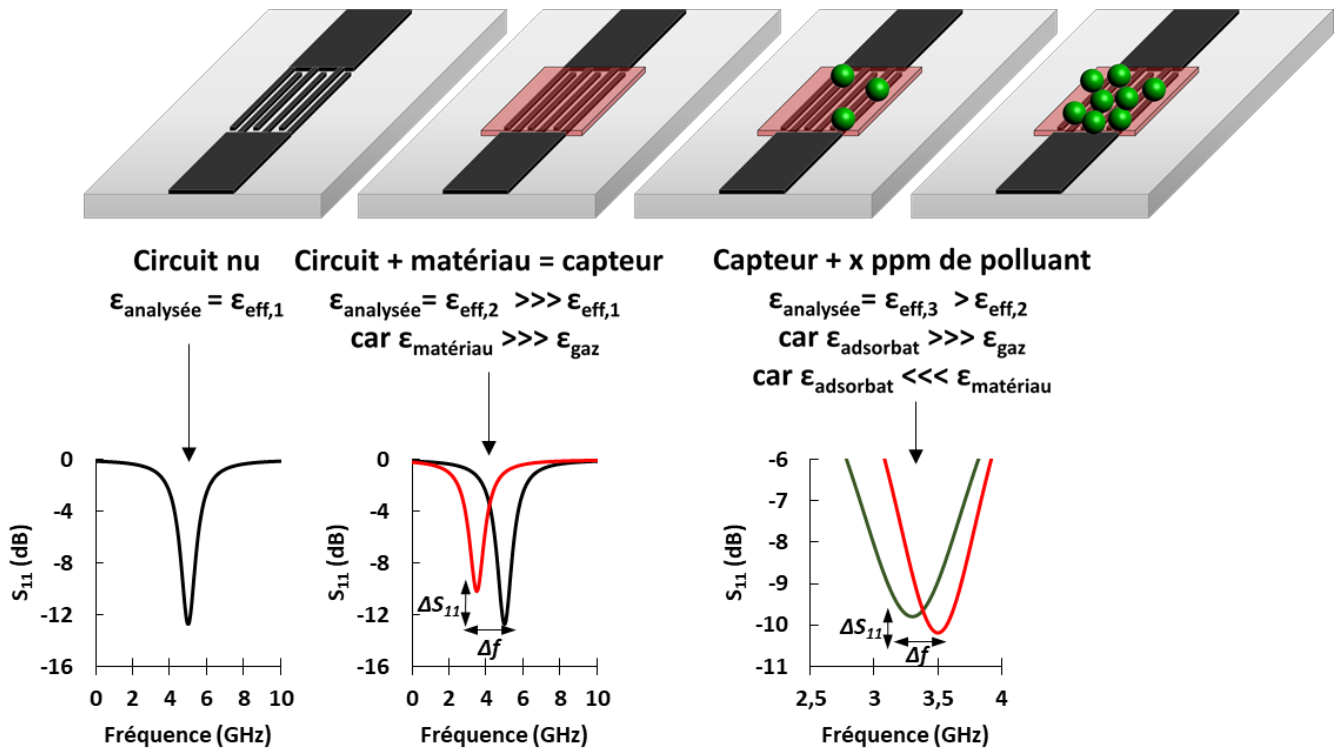 Circuit nu
εanalysée = εeff,1
Circuit + matériau = capteur
εanalysée= εeff,2 >>> εeff,1
car εmatériau >>> εgaz
Capteur + x ppm de polluant
εanalysée= εeff,3 > εeff,2
car εadsorbat >>> εgaz
car εadsorbat <<< εmatériau
0
-4
-8
-12
-16
S11 (dB)
0 2 4 6 8 10
Fréquence (GHz)
0
-4
-8
-12
-16
S11 (dB)
ΔS11
Δf
0 2 4 6 8 10
Fréquence (GHz)
-6
-7
-8
-9
-10
-11
S11 (dB)
ΔS11
Δf
2,5 3 3,5 4
Fréquence (GHz)